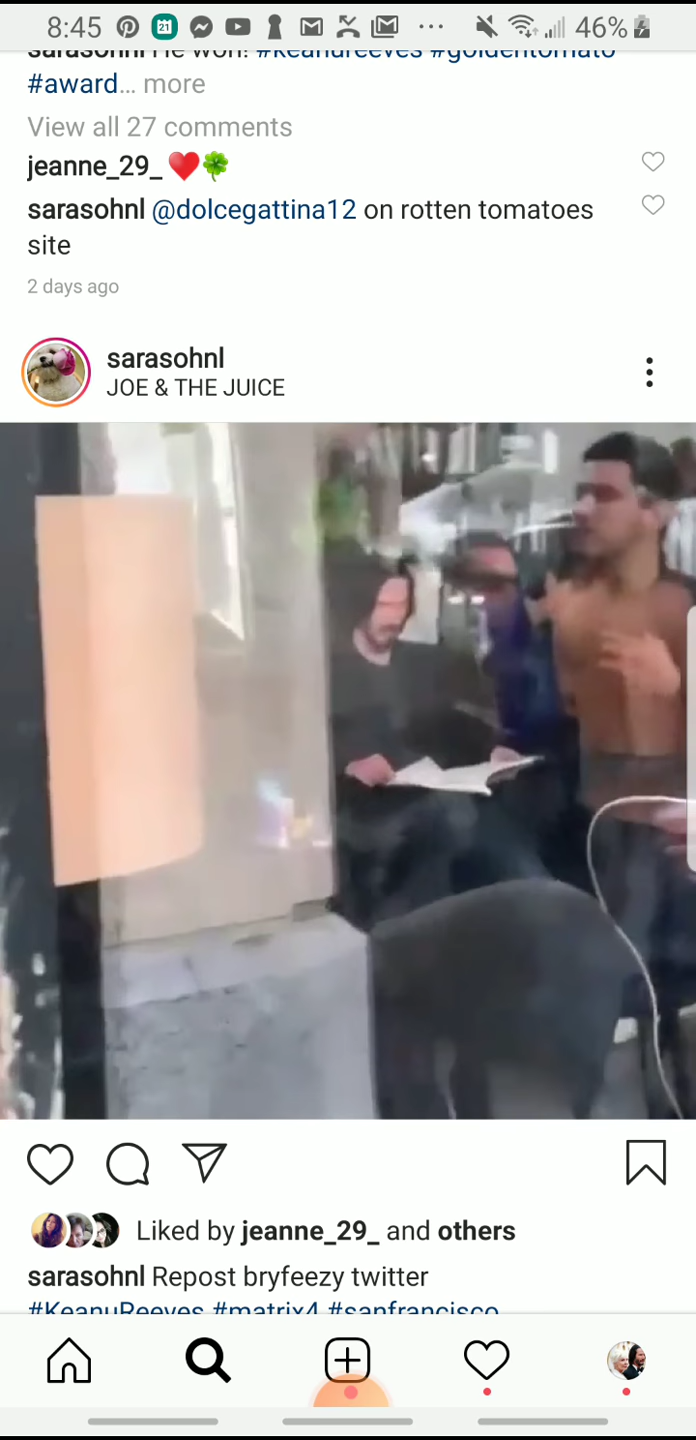 8:45 21 46%
sarasohnl He won! #keanureeves #goldentomato
#award... more
View all 27 comments
jeanne_29_ ❤️🍀
sarasohnl @dolcegattina12 on rotten tomatoes
site
2 days ago
sarasohnl
JOE & THE JUICE
Liked by jeanne_29_ and others
sarasohnl Repost bryfeezy twitter
#KeanuReeves #matrix4 #sanfrancisco